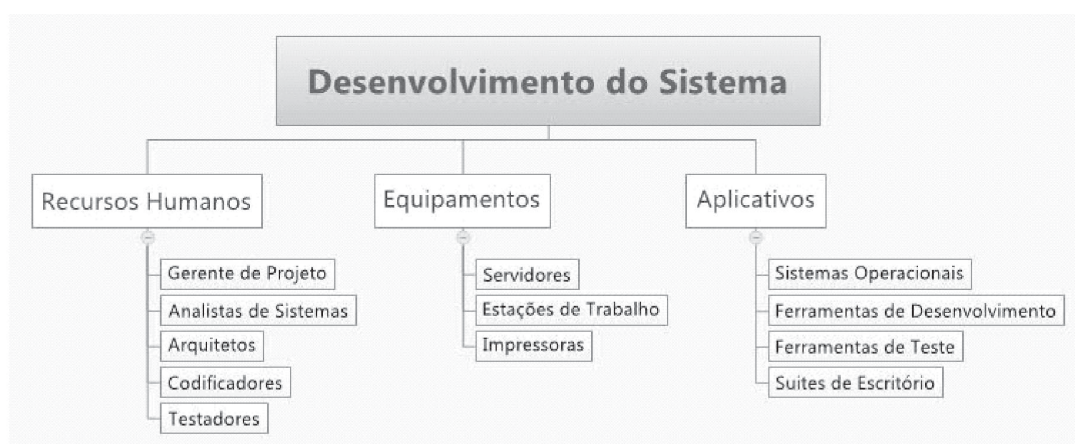 Desenvolvimento do Sistema
Recursos Humanos
Gerente de Projeto
Analistas de Sistemas
Arquitetos
Codificadores
Testadores
Equipamentos
Servidores
Estações de Trabalho
Impressoras
Aplicativos
Sistemas Operacionais
Ferramentas de Desenvolvimento
Ferramentas de Teste
Suites de Escritório